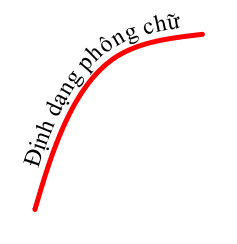 Định dạng phông chữ